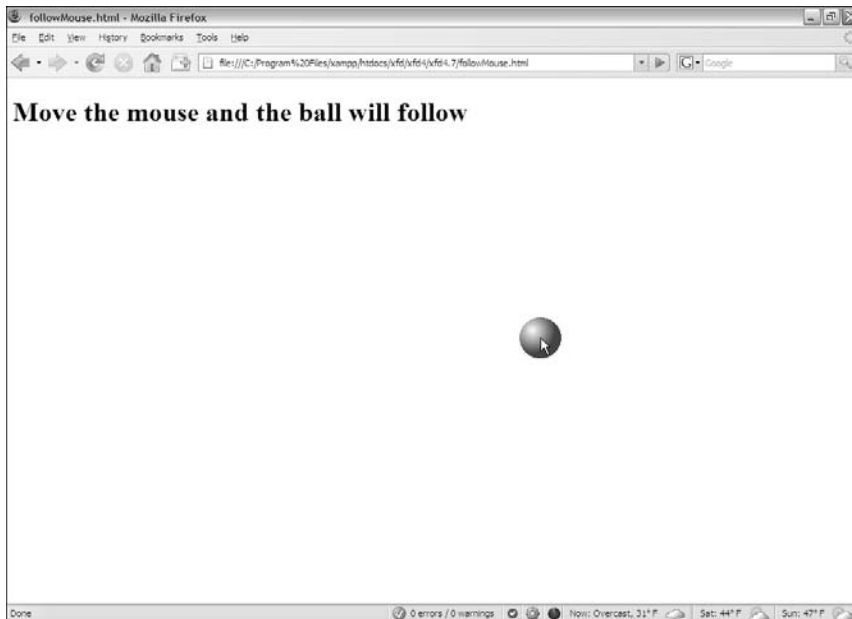 followMouse.html - Mozilla Firefox
File Edit View History Bookmarks Tools Help
file:///C:/Program%20Files/xampp/htdocs/xfd/xfd4/xfd4.7/followMouse.html
G Google
Move the mouse and the ball will follow
Done 0 errors / 0 warnings Now: Overcast, 31° F Sat: 44° F Sun: 47° F